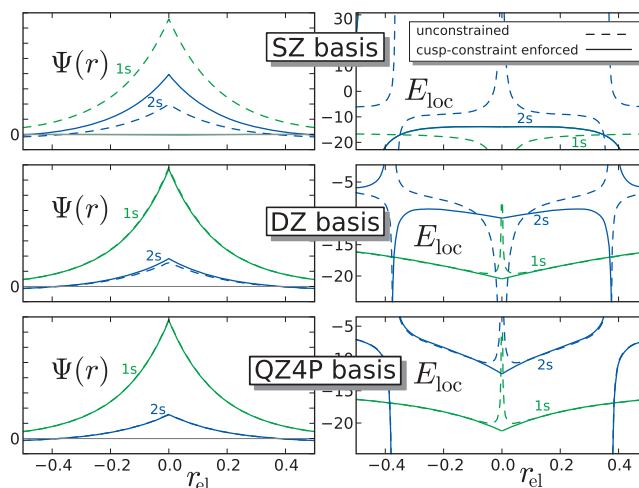 Ψ(r)
1s
2s
0
SZ basis
30
20
10
0
−10
−20
unconstrained
cusp-constraint enforced
E_loc
2s
1s
Ψ(r)
1s
2s
0
DZ basis
−5
−15
−20
E_loc
2s
1s
Ψ(r)
1s
2s
0
QZ4P basis
−5
−20
E_loc
2s
1s
−0.4 −0.2 0.0 0.2 0.4
r_el
−0.4 −0.2 0.0 0.2 0.4
r_el